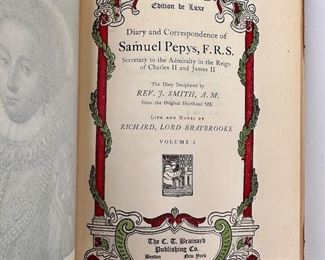 Edition de Luxe
Diary and Correspondence of
Samuel Pepys, F.R.S.
Secretary to the Admiralty in the Reign
of Charles II and James II
The Diary Deciphered by
REV. J. SMITH, A.M.
From the Original Shorthand MS.
LIFE AND NOTES BY
RICHARD, LORD BRAYBROOKE
VOLUME I
The C. T. Brainard
Publishing Co.
Boston New York